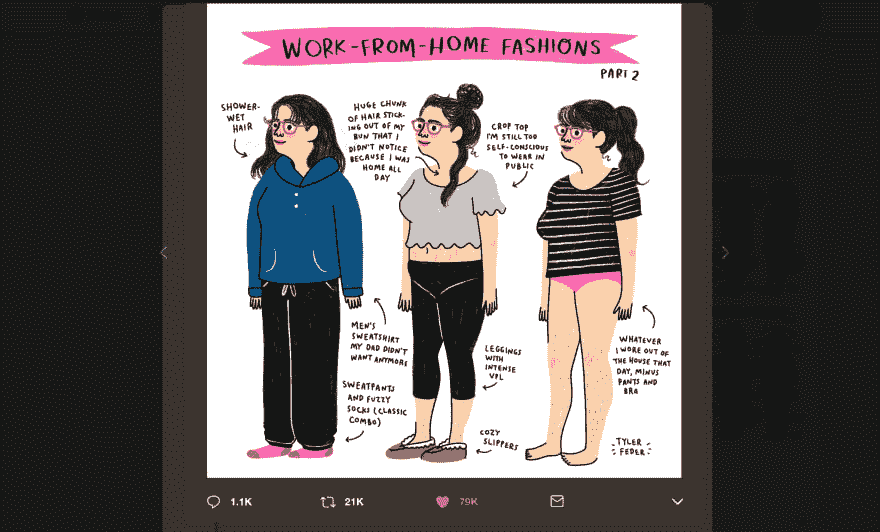 WORK-FROM-HOME FASHIONS
PART 2
SHOWER-
WET
HAIR
HUGE CHUNK
OF HAIR STICK-
ING OUT OF MY
BUN THAT I
DIDN'T NOTICE
BECAUSE I WAS
HOME ALL
DAY
CROP TOP
I'M STILL TOO
SELF-CONSCIOUS
TO WEAR IN
PUBLIC
MEN'S
SWEATSHIRT
MY DAD DIDN'T
WANT ANYMORE
SWEATPANTS
AND FUZZY
SOCKS (CLASSIC
COMBO)
LEGGINGS
WITH
INTENSE
VPL
COZY
SLIPPERS
WHATEVER
I WORE OUT OF
THE HOUSE THAT
DAY, MINUS
PANTS AND
BRA
TYLER
FEDER
1.1K 21K 79K